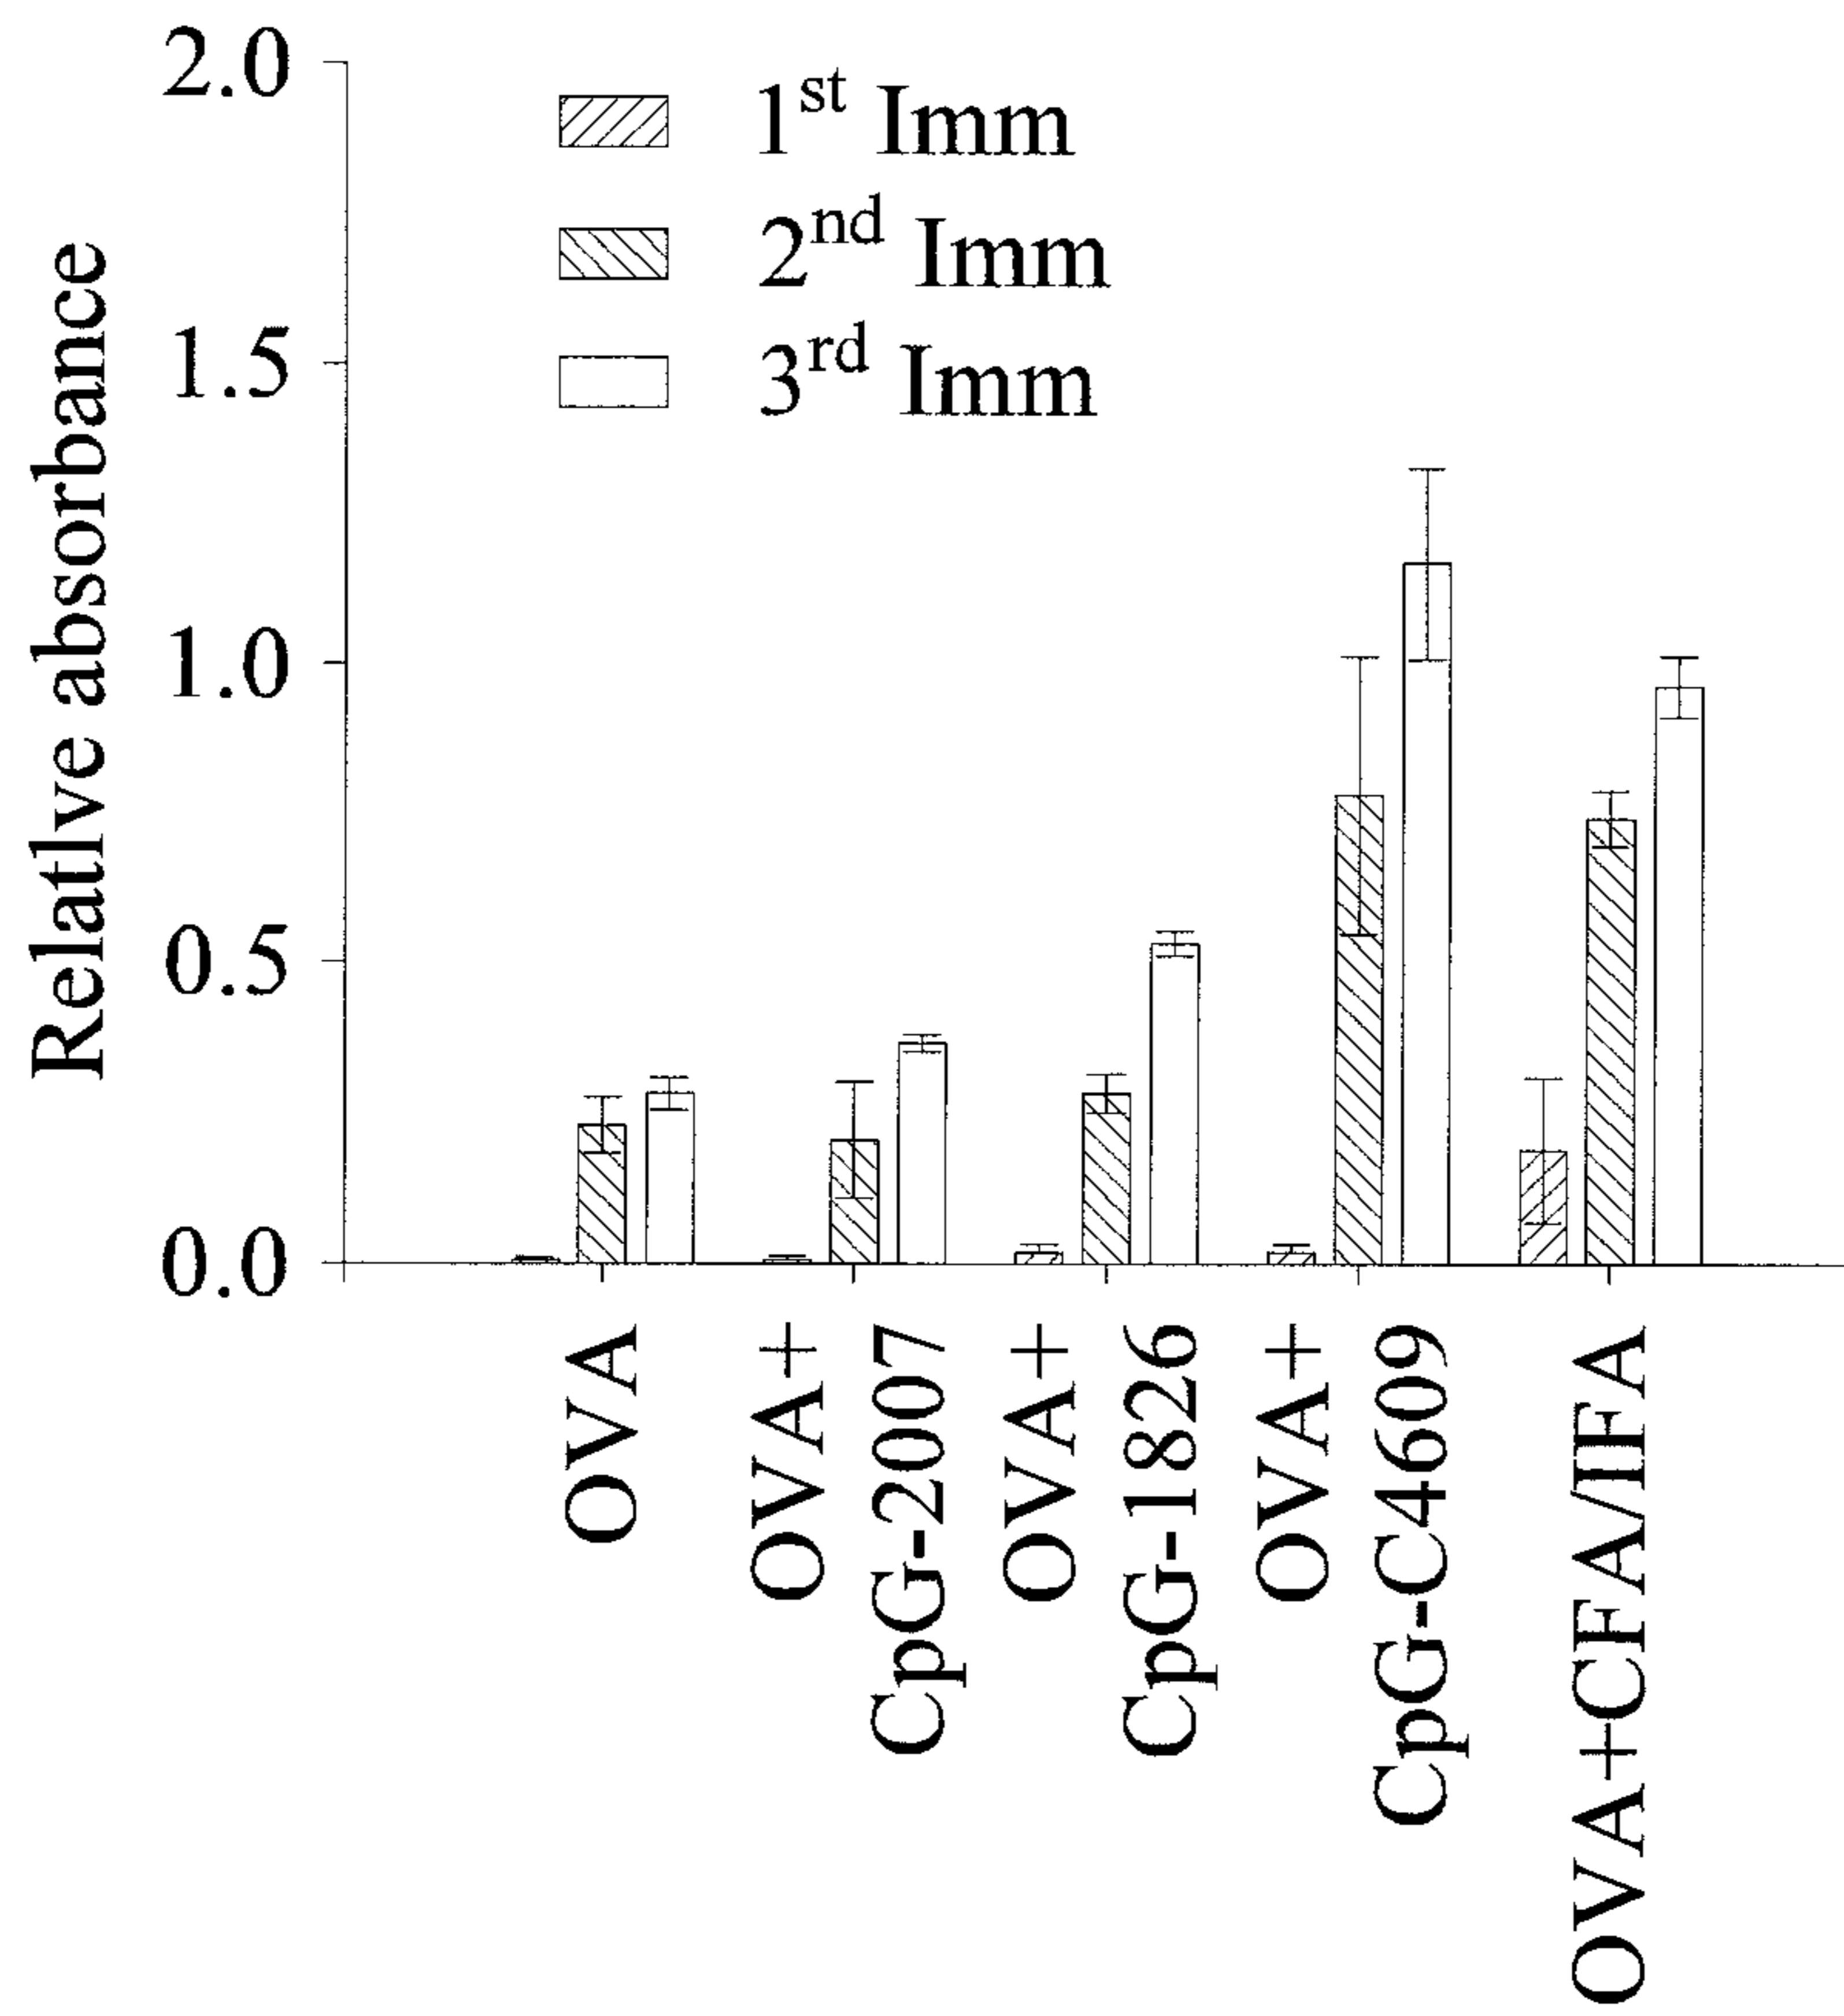 2.0
1.5
1.0
0.5
0.0
Relative absorbance
1st Imm
2nd Imm
3rd Imm
OVA
OVA+
CpG-2007
OVA+
CpG-1826
OVA+
CpG-C4609
OVA+CFA/IFA